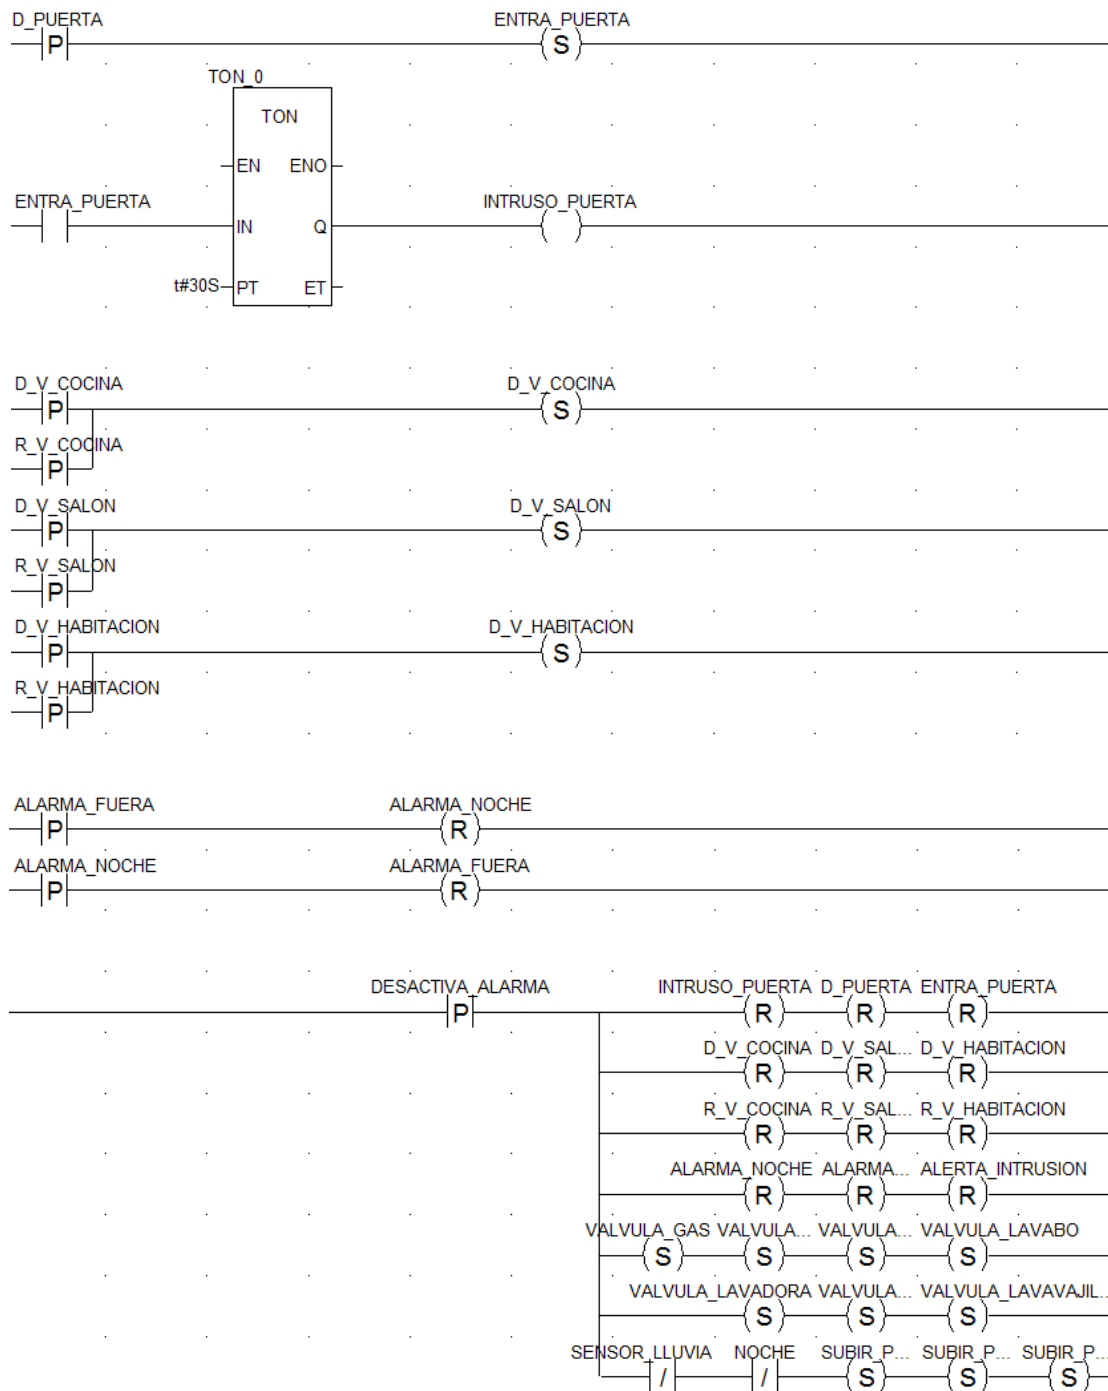 D_PUERTA ENTRA_PUERTA
P S
TON_0
TON
EN ENO
ENTRA_PUERTA INTRUSO_PUERTA
IN Q
t#30S PT ET
D_V_COCINA D_V_COCINA
P S
R_V_COCINA
P
D_V_SALON D_V_SALON
P S
R_V_SALON
P
D_V_HABITACION D_V_HABITACION
P S
R_V_HABITACION
P
ALARMA_FUERA ALARMA_NOCHE
P R
ALARMA_NOCHE ALARMA_FUERA
P R
DESACTIVA_ALARMA INTRUSO_PUERTA D_PUERTA ENTRA_PUERTA
P R R R
D_V_COCINA D_V_SAL... D_V_HABITACION
R R R
R_V_COCINA R_V_SAL... R_V_HABITACION
R R R
ALARMA_NOCHE ALARMA... ALERTA_INTRUSION
R R R
VALVULA_GAS VALVULA... VALVULA... VALVULA_LAVABO
S S S S
VALVULA_LAVADORA VALVULA... VALVULA_LAVAVAJIL...
S S S
SENSOR_LLUVIA NOCHE SUBIR_P... SUBIR_P... SUBIR_P...
/ / S S S